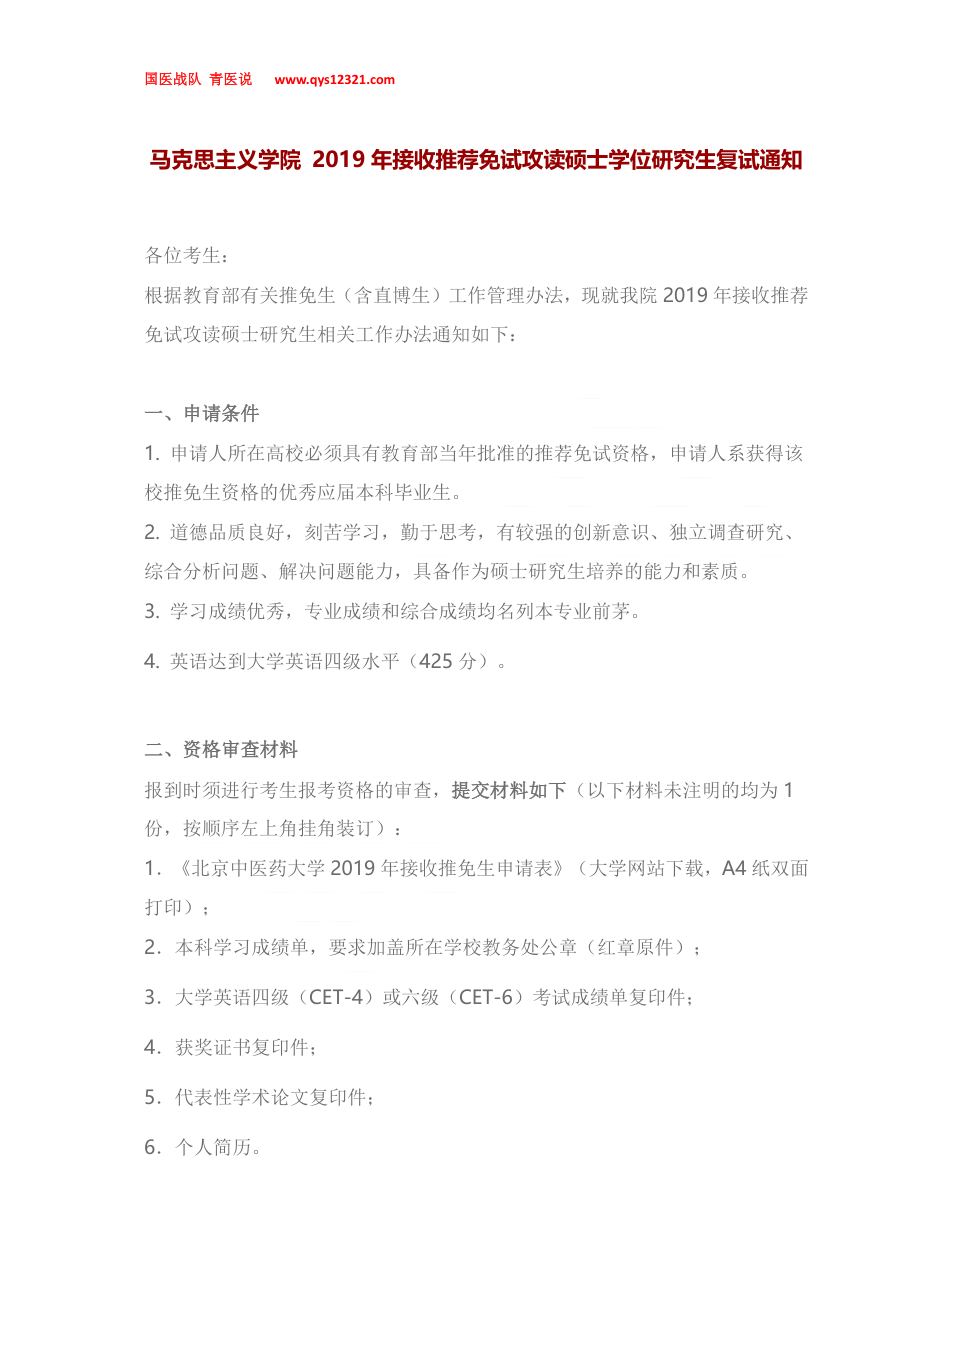 国医战队 青医说 www.qys12321.com
马克思主义学院 2019 年接收推荐免试攻读硕士学位研究生复试通知
各位考生：
根据教育部有关推免生（含直博生）工作管理办法，现就我院 2019 年接收推荐
免试攻读硕士研究生相关工作办法通知如下：
一、申请条件
1. 申请人所在高校必须具有教育部当年批准的推荐免试资格，申请人系获得该
校推免生资格的优秀应届本科毕业生。
2. 道德品质良好，刻苦学习，勤于思考，有较强的创新意识、独立调查研究、
综合分析问题、解决问题能力，具备作为硕士研究生培养的能力和素质。
3. 学习成绩优秀，专业成绩和综合成绩均名列本专业前茅。
4. 英语达到大学英语四级水平（425 分）。
二、资格审查材料
报到时须进行考生报考资格的审查，提交材料如下（以下材料未注明的均为 1
份，按顺序左上角挂角装订）：
1．《北京中医药大学 2019 年接收推免生申请表》（大学网站下载，A4 纸双面
打印）；
2．本科学习成绩单，要求加盖所在学校教务处公章（红章原件）；
3．大学英语四级（CET-4）或六级（CET-6）考试成绩单复印件；
4．获奖证书复印件；
5．代表性学术论文复印件；
6．个人简历。